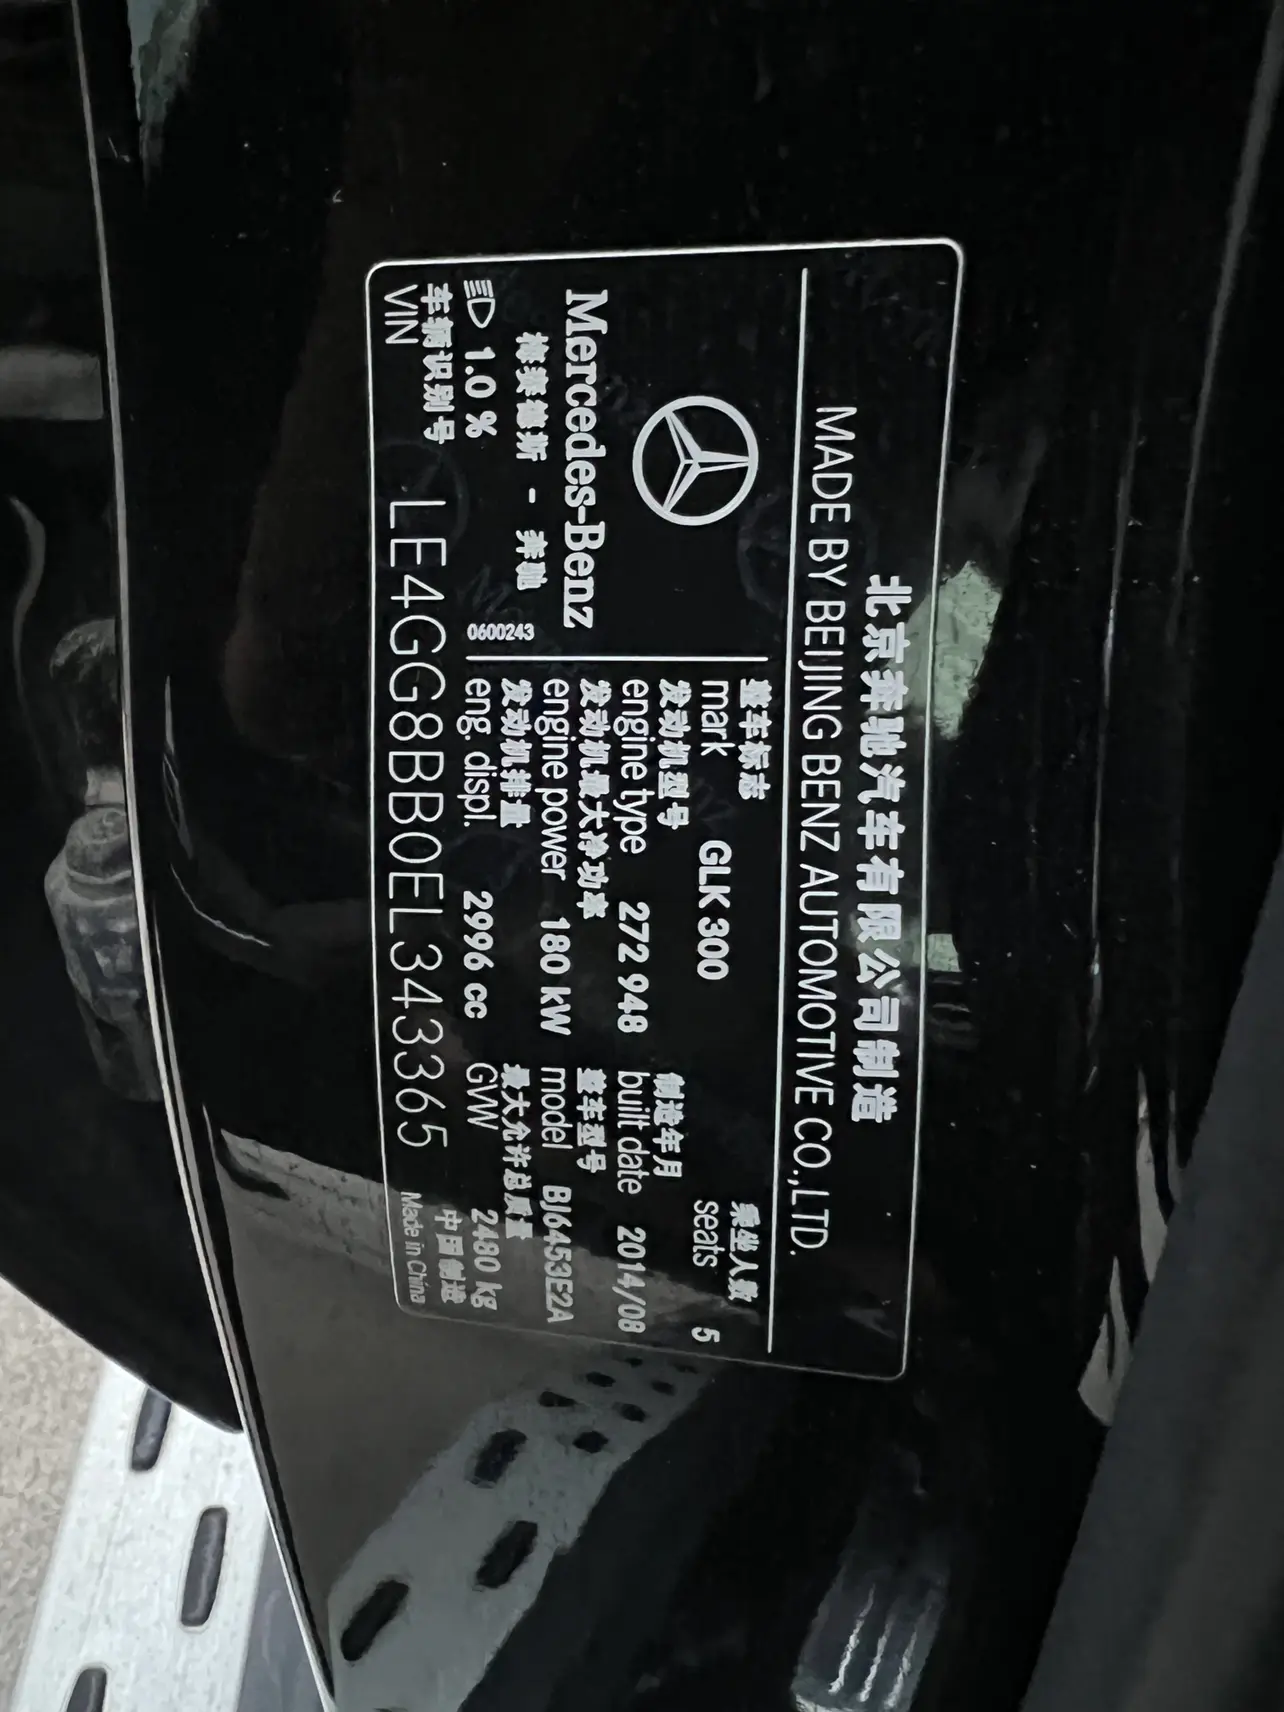 北京奔驰汽车有限公司制造
MADE BY BEIJING BENZ AUTOMOTIVE CO.,LTD.
Mercedes-Benz
梅赛德斯 - 奔驰
1.0 %
0600243
整车标志 乘坐人数
mark GLK 300 seats 5
发动机型号 制造年月
engine type 272 948 built date 2014/08
发动机最大净功率 整车型号
engine power 180 kW model BJ6453E2A
发动机排量 最大允许总质量
eng. displ. 2996 cc GVW 2480 kg
车辆识别号 中国制造
VIN LE4GG8BB0EL343365 Made in China